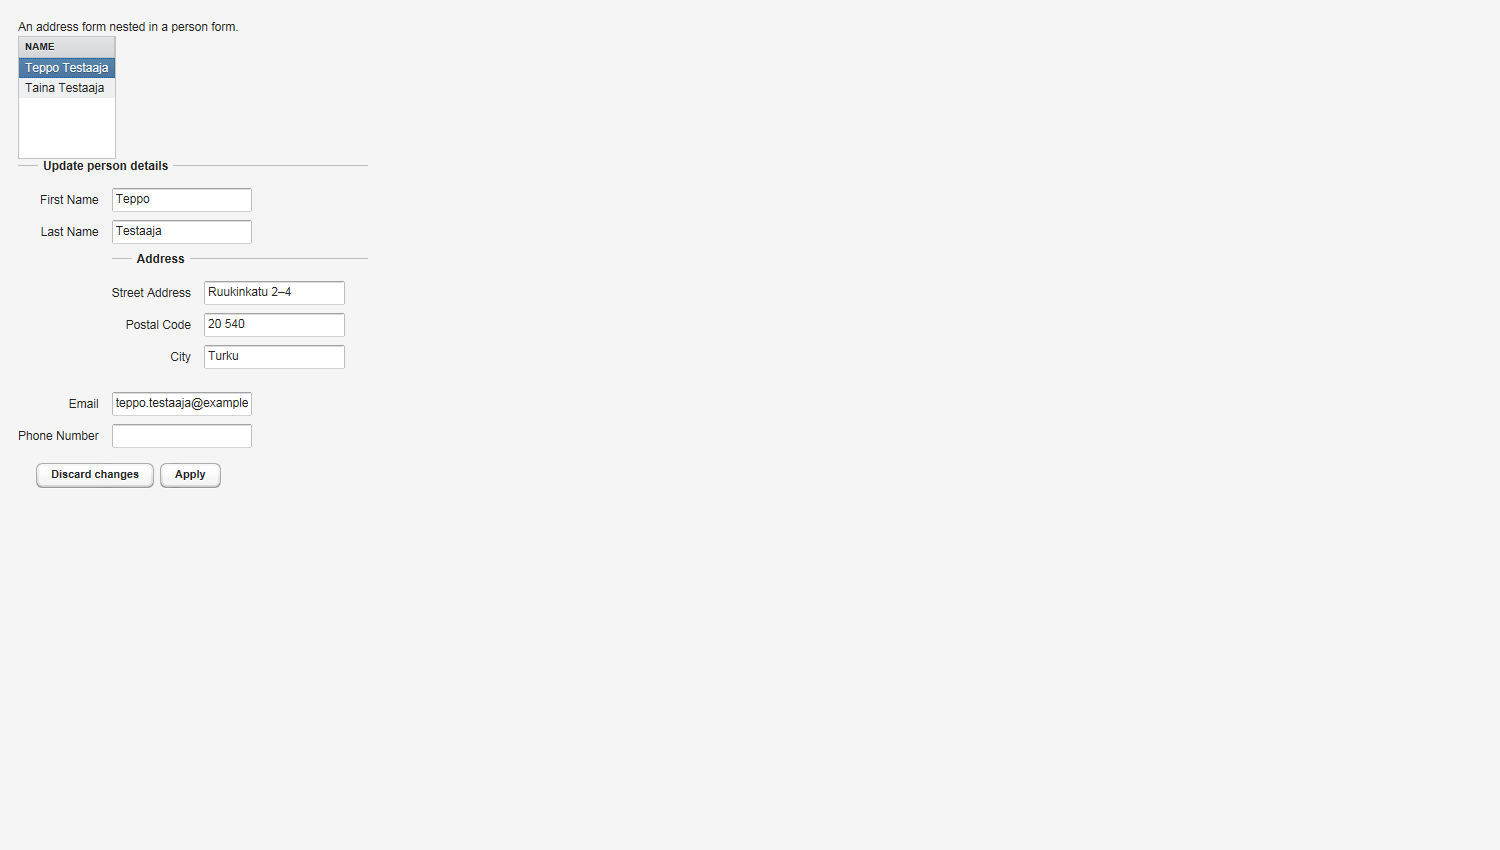 An address form nested in a person form.
NAME
Teppo Testaaja
Taina Testaaja
Update person details
First Name Teppo
Last Name Testaaja
Address
Street Address Ruukinkatu 2–4
Postal Code 20 540
City Turku
Email teppo.testaaja@example
Phone Number
Discard changes Apply